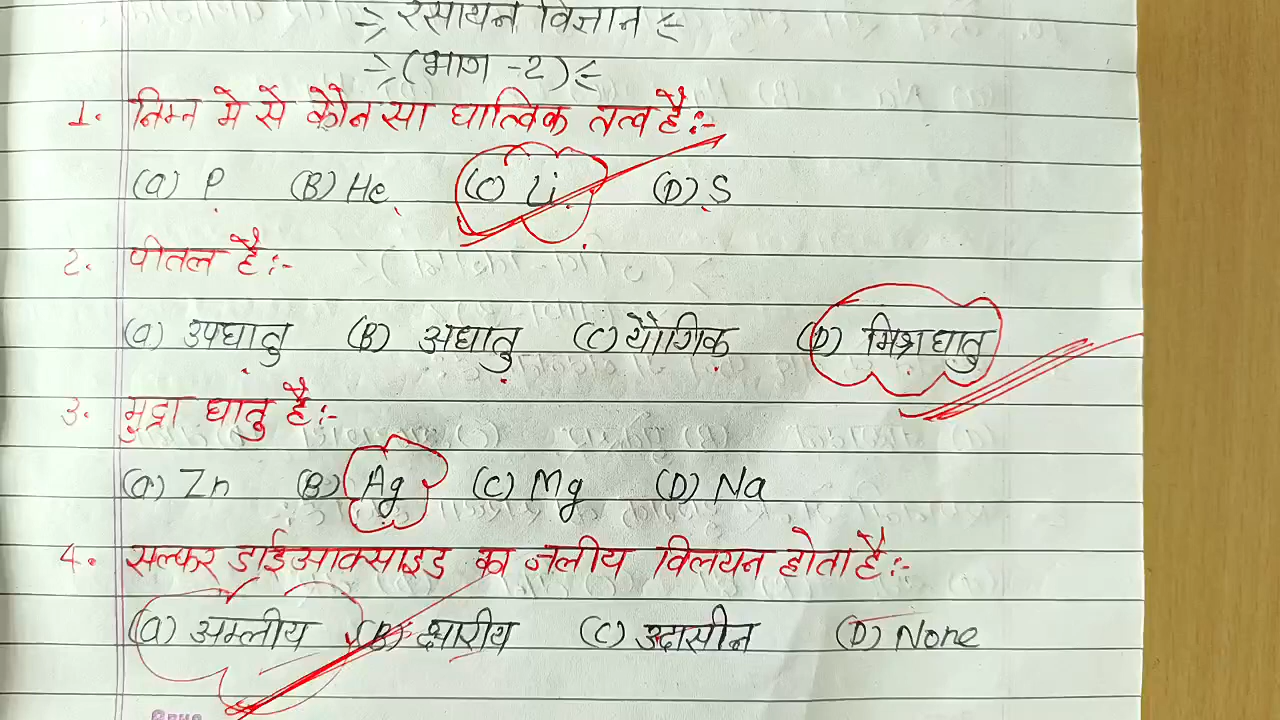 रसायन विज्ञान
(भाग -2)
1. निम्न मे से कौन सा धात्विक तत्व है:-
(a) P (B) He (C) Li (D) S
2. पीतल है:-
(a) उपधातु (B) अधातु (C) यौगिक (D) मिश्रधातु
3. मुद्रा धातु है:-
(a) Zn (B) Ag (C) Mg (D) Na
4. सल्फर डाईआक्साइड का जलीय विलयन होता है:-
(a) अम्लीय (B) क्षारीय (C) उदासीन (D) None